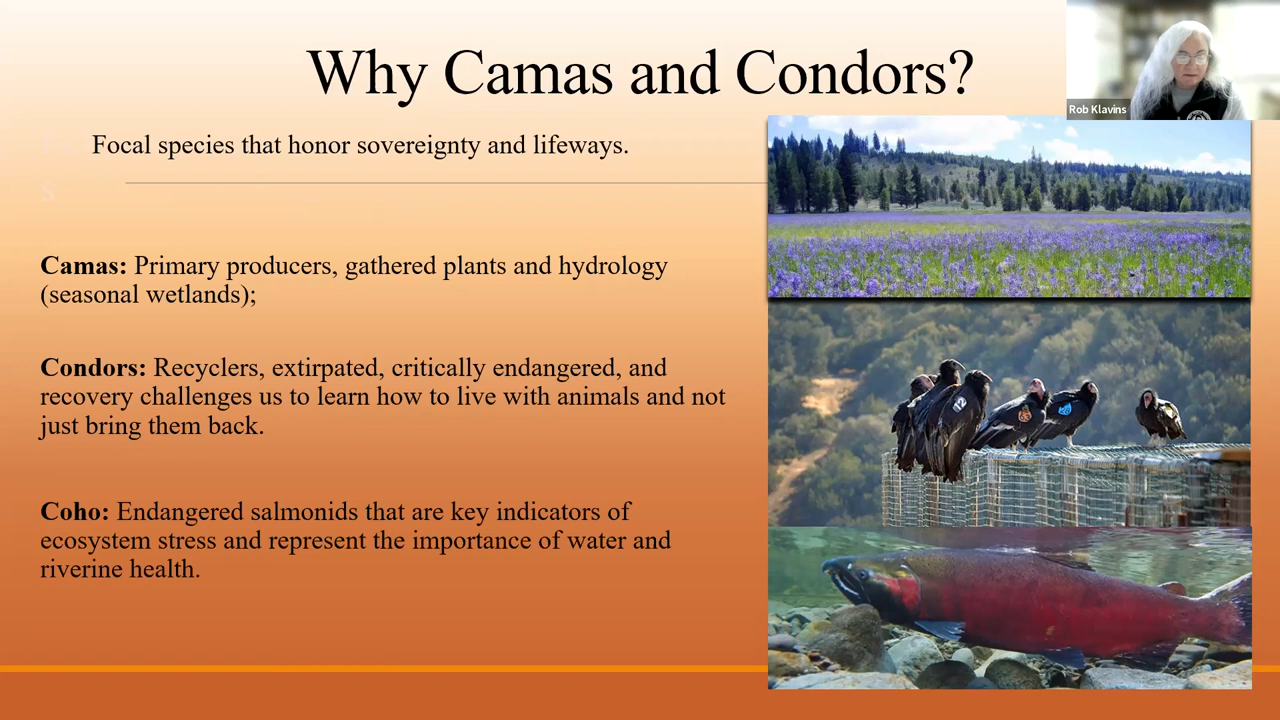 Why Camas and Condors?
Rob Klavins
Focal species that honor sovereignty and lifeways.
s
Camas: Primary producers, gathered plants and hydrology
(seasonal wetlands);
12
Condors: Recyclers, extirpated, critically endangered, and
recovery challenges us to learn how to live with animals and not
just bring them back.
Coho: Endangered salmonids that are key indicators of
ecosystem stress and represent the importance of water and
riverine health.